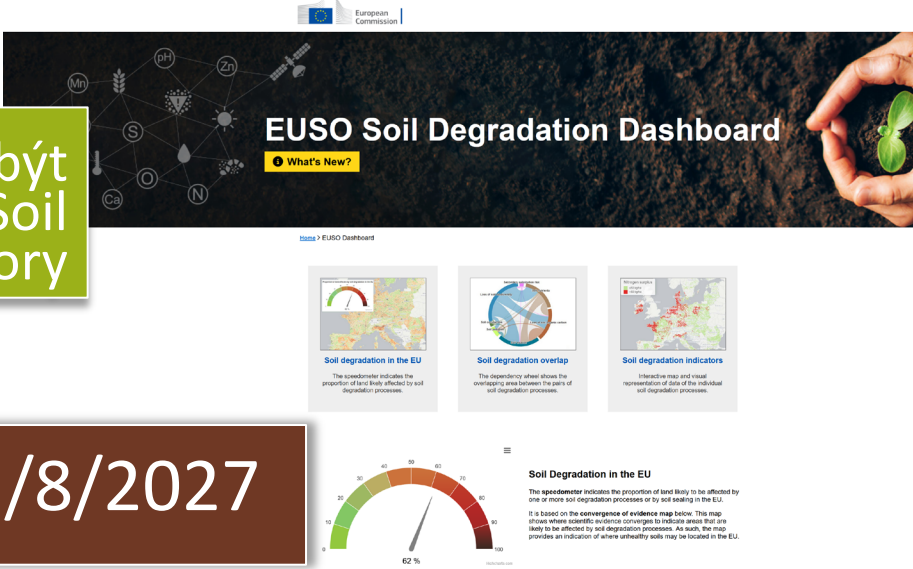 European
Commission
pH
Zn
Mn
S
O
Ca
N
EUSO Soil Degradation Dashboard
What's New?
být
Soil
ory
Home > EUSO Dashboard
Soil degradation in the EU
The speedometer indicates the
proportion of land likely affected by soil
degradation processes.
Soil degradation overlap
The dependency wheel shows the
overlapping area between the pairs of
soil degradation processes.
Soil degradation indicators
Interactive map and visual
representation of data of the individual
soil degradation processes.
/8/2027
0
10
20
30
40
50
60
70
80
90
100
62 %
Soil Degradation in the EU
The speedometer indicates the proportion of land likely to be affected by
one or more soil degradation processes or by soil sealing in the EU.
It is based on the convergence of evidence map below. This map
shows where scientific evidence converges to indicate areas that are
likely to be affected by soil degradation processes. As such, the map
provides an indication of where unhealthy soils may be located in the EU.